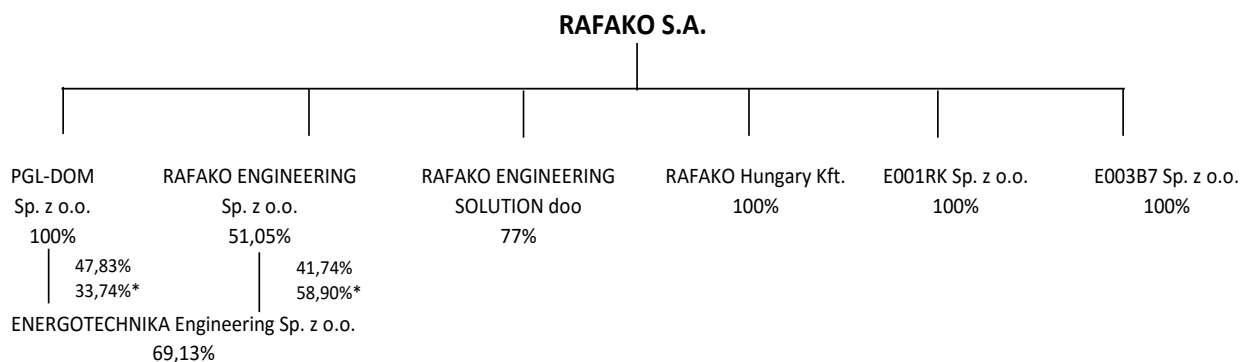 RAFAKO S.A.
PGL-DOM
Sp. z o.o.
100%
RAFAKO ENGINEERING
Sp. z o.o.
51,05%
RAFAKO ENGINEERING
SOLUTION doo
77%
RAFAKO Hungary Kft.
100%
E001RK Sp. z o.o.
100%
E003B7 Sp. z o.o.
100%
47,83%
33,74%*
41,74%
58,90%*
ENERGOTECHNIKA Engineering Sp. z o.o.
69,13%